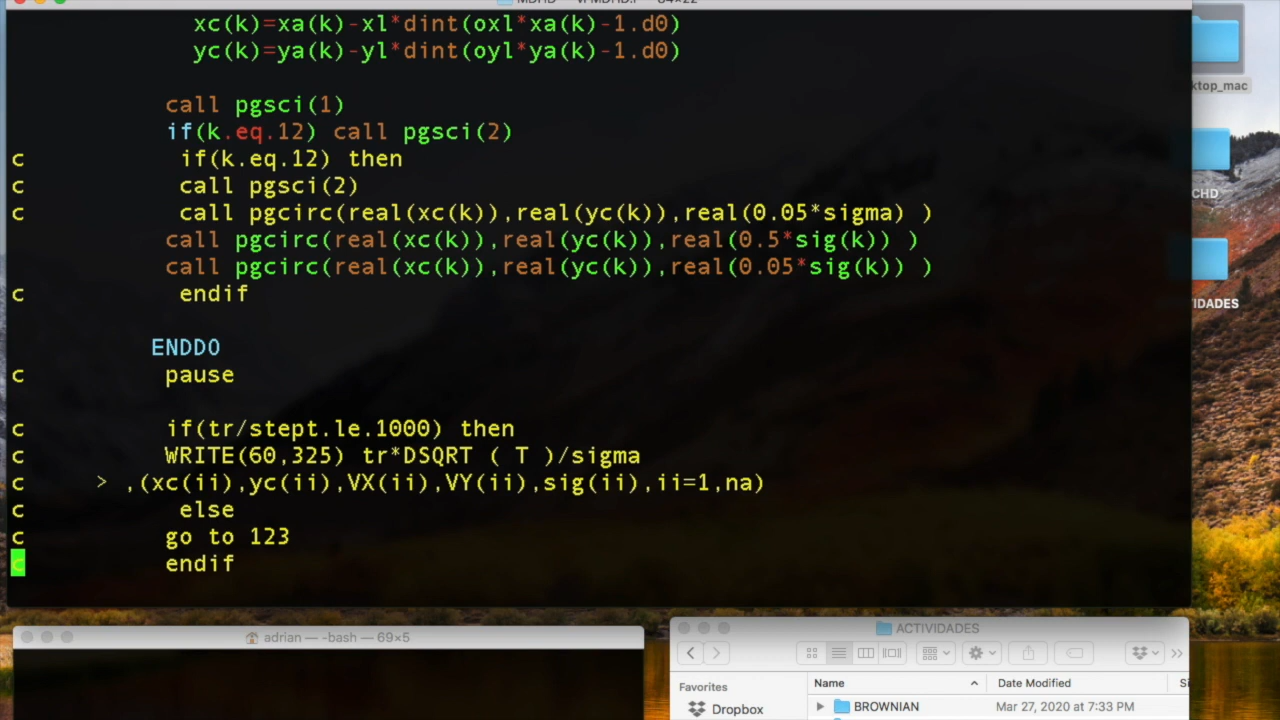 xc(k)=xa(k)-xl*dint(oxl*xa(k)-1.d0)
yc(k)=ya(k)-yl*dint(oyl*ya(k)-1.d0)
call pgsci(1)
if(k.eq.12) call pgsci(2)
c if(k.eq.12) then
c call pgsci(2)
c call pgcirc(real(xc(k)),real(yc(k)),real(0.05*sigma) )
call pgcirc(real(xc(k)),real(yc(k)),real(0.5*sig(k)) )
call pgcirc(real(xc(k)),real(yc(k)),real(0.05*sig(k)) )
c endif
ENDDO
c pause
c if(tr/stept.le.1000) then
c WRITE(60,325) tr*DSQRT ( T )/sigma
c > ,(xc(ii),yc(ii),VX(ii),VY(ii),sig(ii),ii=1,na)
c else
c go to 123
c endif
ktop_mac
CHD
IDADES
adrian — -bash — 69×5
ACTIVIDADES
Favorites
Dropbox
Name
Date Modified
Si
BROWNIAN
Mar 27, 2020 at 7:33 PM